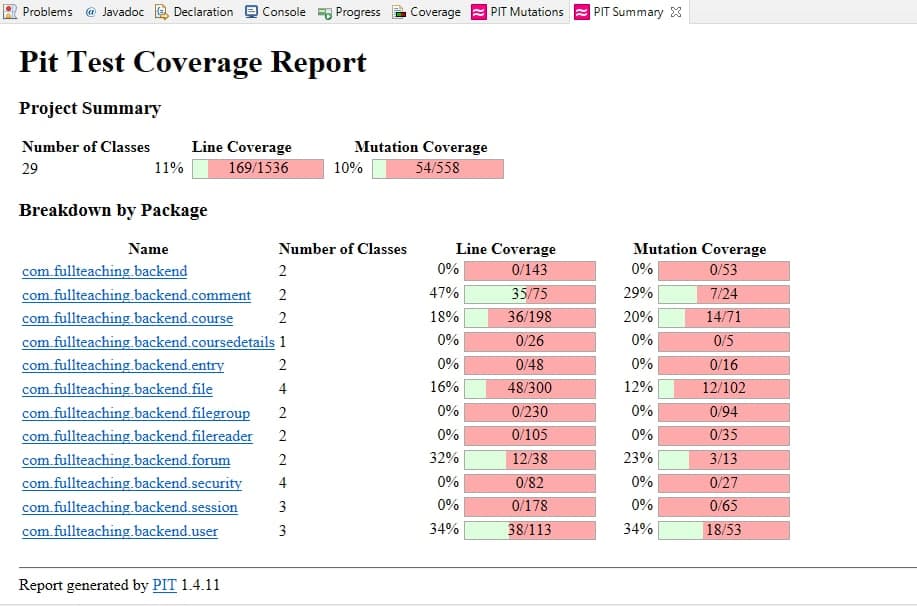 Problems @ Javadoc Declaration Console Progress Coverage PIT Mutations PIT Summary
Pit Test Coverage Report
Project Summary
Number of Classes Line Coverage Mutation Coverage
29 11% 169/1536 10% 54/558
Breakdown by Package
Name Number of Classes Line Coverage Mutation Coverage
com.fullteaching.backend 2 0% 0/143 0% 0/53
com.fullteaching.backend.comment 2 47% 35/75 29% 7/24
com.fullteaching.backend.course 2 18% 36/198 20% 14/71
com.fullteaching.backend.coursedetails 1 0% 0/26 0% 0/5
com.fullteaching.backend.entry 2 0% 0/48 0% 0/16
com.fullteaching.backend.file 4 16% 48/300 12% 12/102
com.fullteaching.backend.filegroup 2 0% 0/230 0% 0/94
com.fullteaching.backend.filereader 2 0% 0/105 0% 0/35
com.fullteaching.backend.forum 2 32% 12/38 23% 3/13
com.fullteaching.backend.security 4 0% 0/82 0% 0/27
com.fullteaching.backend.session 3 0% 0/178 0% 0/65
com.fullteaching.backend.user 3 34% 38/113 34% 18/53
Report generated by PIT 1.4.11